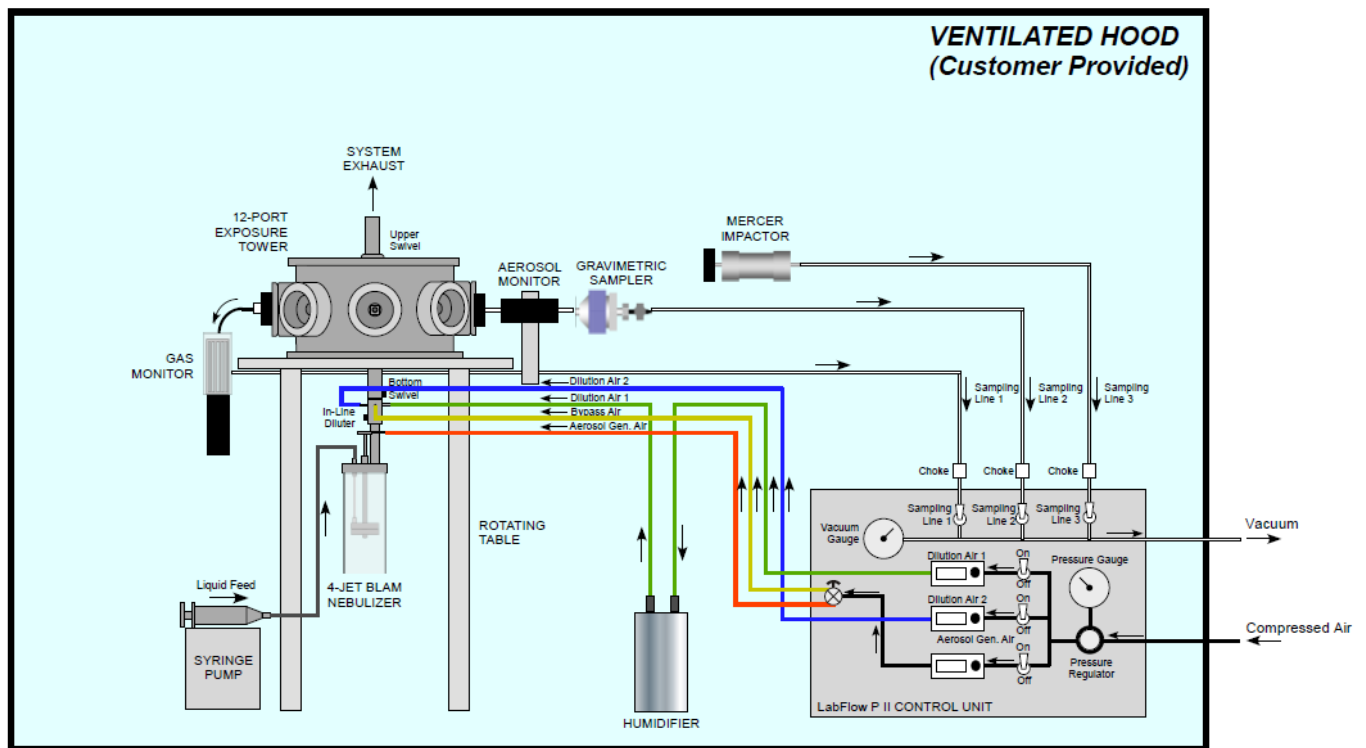 VENTILATED HOOD
(Customer Provided)
SYSTEM
EXHAUST
12-PORT
EXPOSURE
TOWER
Upper
Swivel
AEROSOL
MONITOR
GRAVIMETRIC
SAMPLER
MERCER
IMPACTOR
GAS
MONITOR
Bottom
Swivel
In-Line
Diluter
Dilution Air 2
Dilution Air 1
Bypass Air
Aerosol Gen. Air
Sampling
Line 1
Sampling
Line 2
Sampling
Line 3
Choke
Choke
Choke
Sampling
Line 1
Sampling
Line 2
Sampling
Line 3
Vacuum
Gauge
Vacuum
ROTATING
TABLE
Liquid Feed
4-JET BLAM
NEBULIZER
SYRINGE
PUMP
HUMIDIFIER
Dilution Air 1
On
Off
Pressure Gauge
Dilution Air 2
On
Off
Aerosol Gen. Air
On
Off
Pressure
Regulator
Compressed Air
LabFlow P II CONTROL UNIT